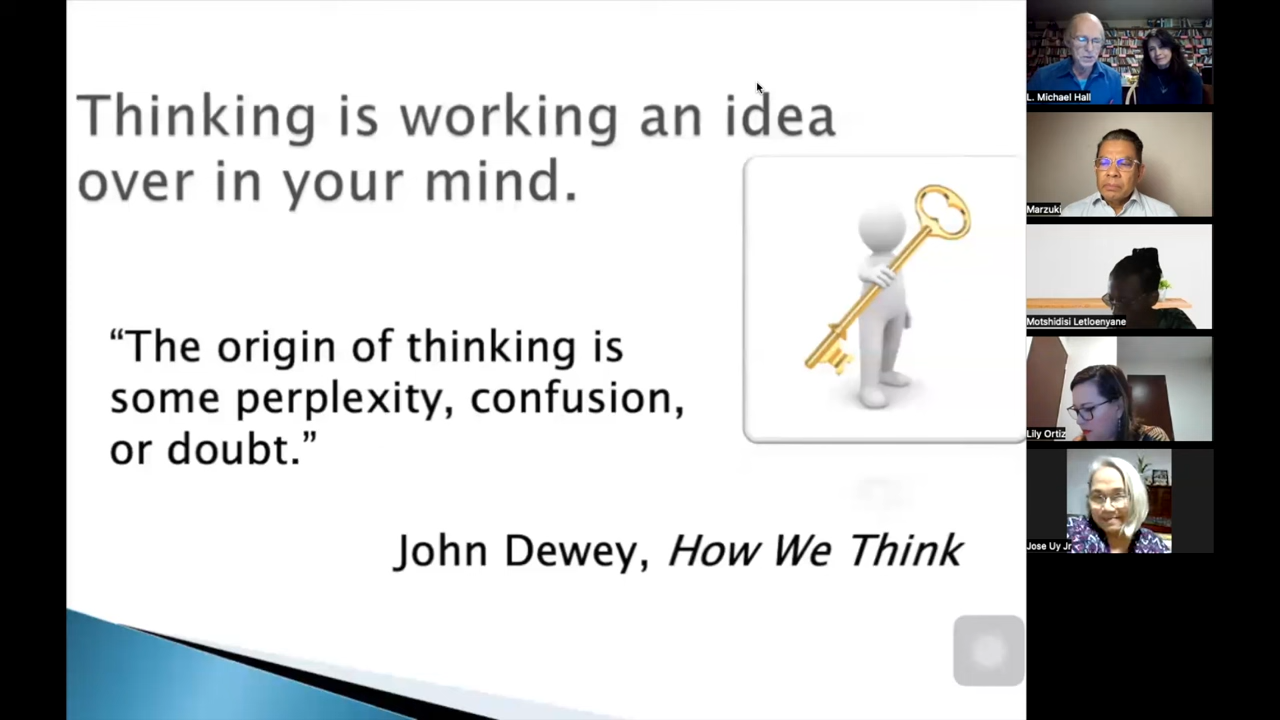 Thinking is working an idea
over in your mind.
“The origin of thinking is
some perplexity, confusion,
or doubt.”
John Dewey, How We Think
L. Michael Hall
Marzuki
Motshidisi Letloenyane
Lily Ortiz
Jose Uy Jr